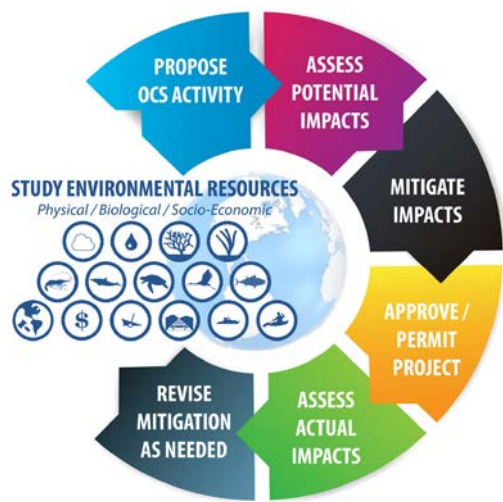 PROPOSE
OCS ACTIVITY
ASSESS
POTENTIAL
IMPACTS
STUDY ENVIRONMENTAL RESOURCES
Physical / Biological / Socio-Economic
MITIGATE
IMPACTS
$
APPROVE /
PERMIT
PROJECT
ASSESS
ACTUAL
IMPACTS
REVISE
MITIGATION
AS NEEDED